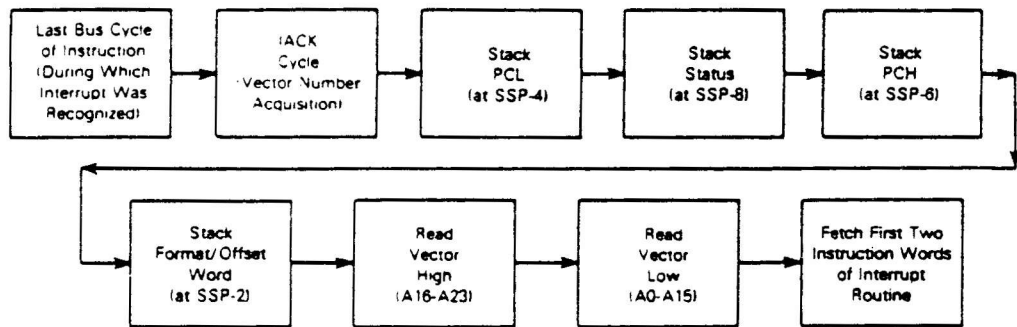 Last Bus Cycle
of Instruction
(During Which
Interrupt Was
Recognized)
IACK
Cycle
(Vector Number
Acquisition)
Stack
PCL
(at SSP-4)
Stack
Status
(at SSP-8)
Stack
PCH
(at SSP-6)
Stack
Format/Offset
Word
(at SSP-2)
Read
Vector
High
(A16-A23)
Read
Vector
Low
(A0-A15)
Fetch First Two
Instruction Words
of Interrupt
Routine